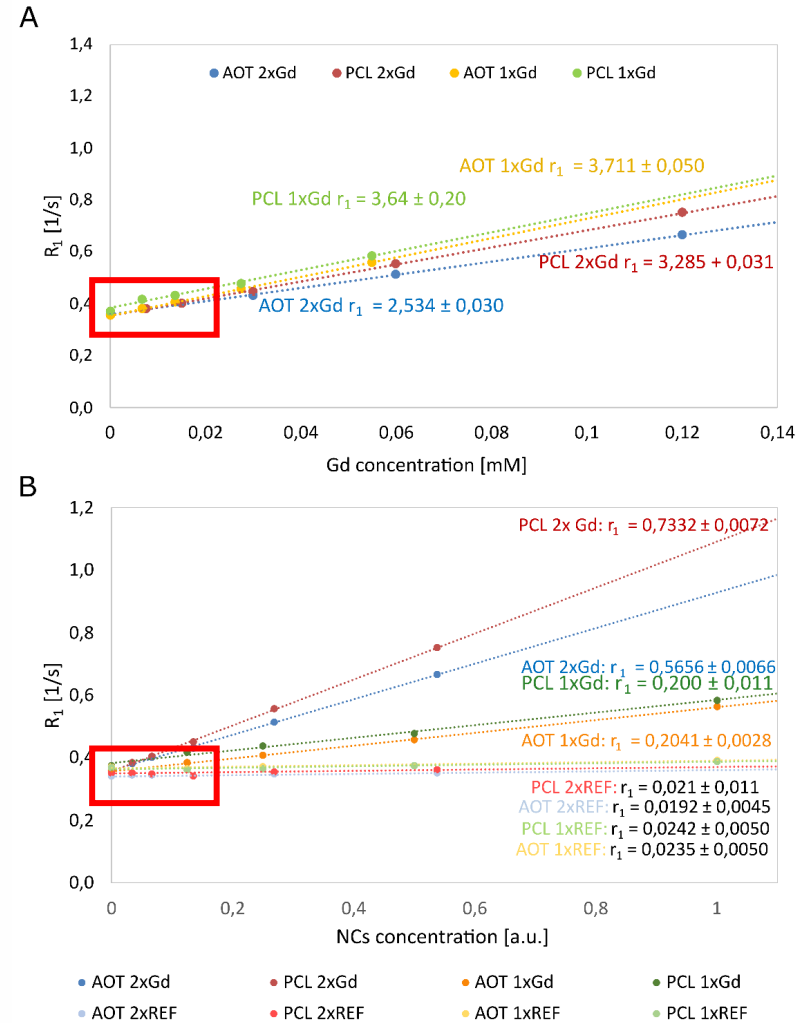 A
1,4
1,2
1,0
0,8
0,6
0,4
0,2
0,0
R1 [1/s]
AOT 2xGd PCL 2xGd AOT 1xGd PCL 1xGd
AOT 1xGd r1 = 3,711 ± 0,050
PCL 1xGd r1 = 3,64 ± 0,20
PCL 2xGd r1 = 3,285 + 0,031
AOT 2xGd r1 = 2,534 ± 0,030
0 0,02 0,04 0,06 0,08 0,1 0,12 0,14
Gd concentration [mM]
B
1,2
1,0
0,8
0,6
0,4
0,2
0,0
R1 [1/s]
PCL 2x Gd: r1 = 0,7332 ± 0,0072
AOT 2xGd: r1 = 0,5656 ± 0,0066
PCL 1xGd: r1 = 0,200 ± 0,011
AOT 1xGd: r1 = 0,2041 ± 0,0028
PCL 2xREF: r1 = 0,021 ± 0,011
AOT 2xREF: r1 = 0,0192 ± 0,0045
PCL 1xREF: r1 = 0,0242 ± 0,0050
AOT 1xREF: r1 = 0,0235 ± 0,0050
0 0,2 0,4 0,6 0,8 1
NCs concentration [a.u.]
AOT 2xGd PCL 2xGd AOT 1xGd PCL 1xGd
AOT 2xREF PCL 2xREF AOT 1xREF PCL 1xREF